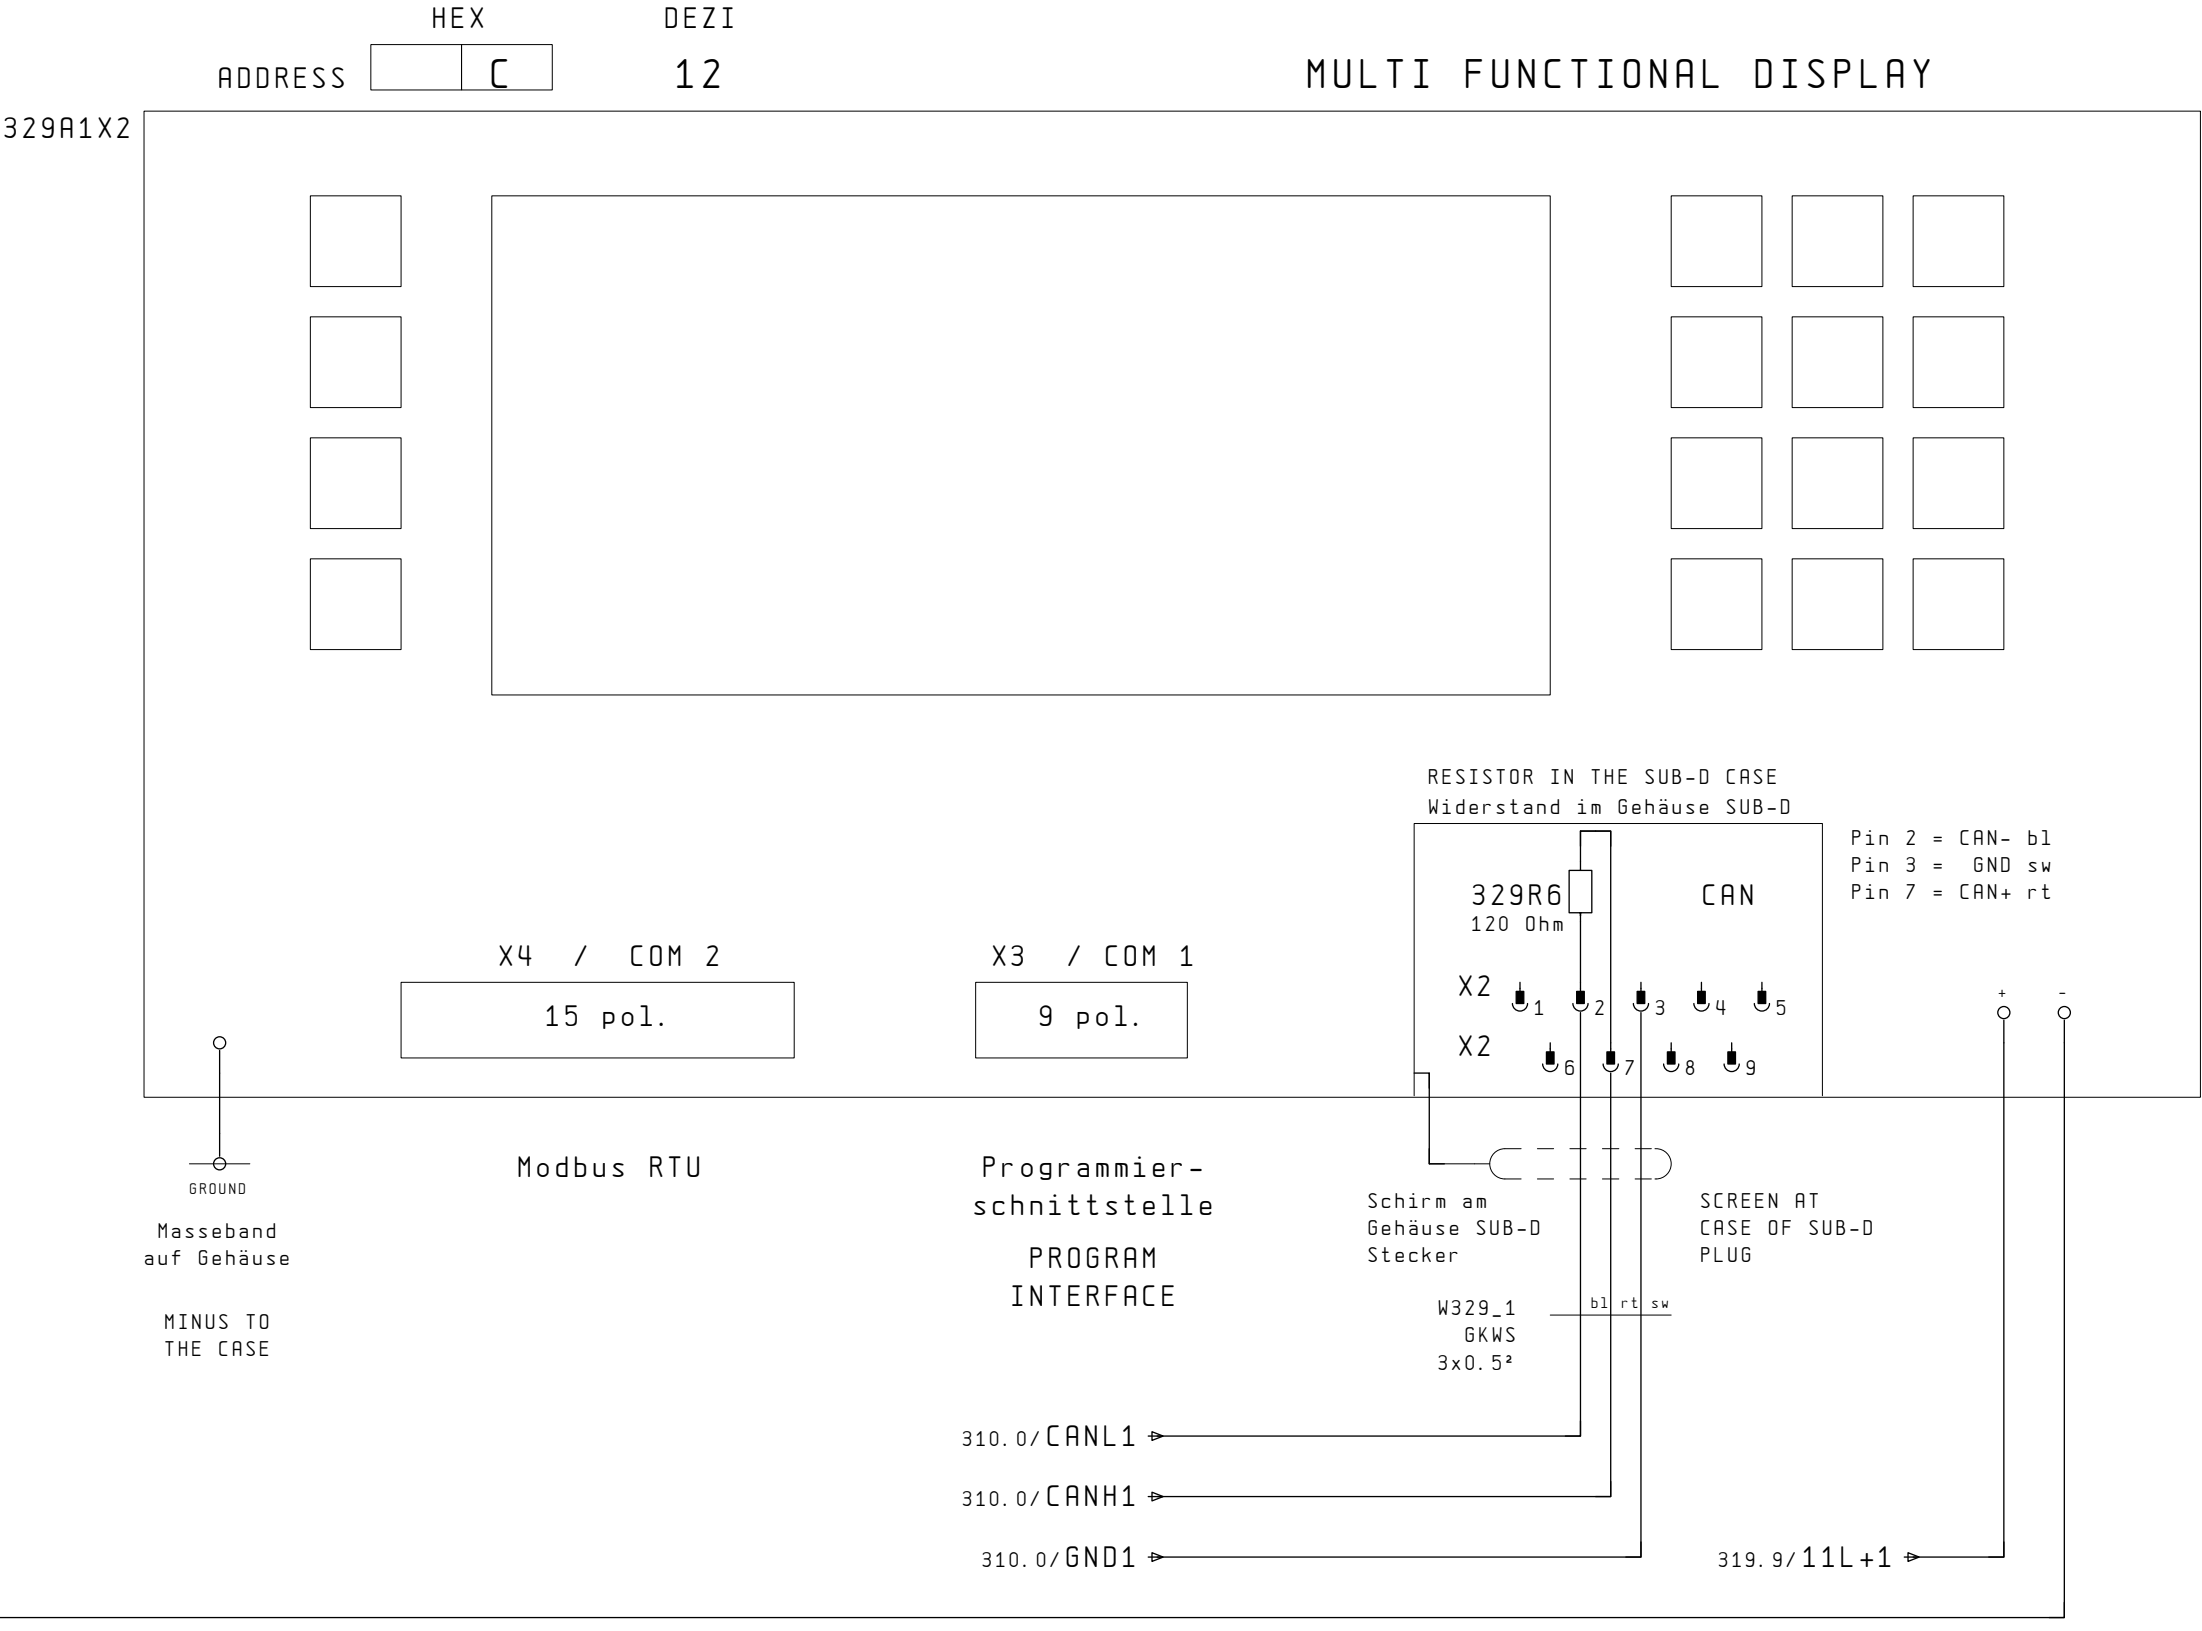 HEX DEZI
ADDRESS C 12 MULTI FUNCTIONAL DISPLAY
329A1X2
RESISTOR IN THE SUB-D CASE
Widerstand im Gehäuse SUB-D
Pin 2 = CAN- bl
Pin 3 = GND sw
Pin 7 = CAN+ rt
329R6 CAN
120 Ohm
X4 / COM 2 X3 / COM 1
15 pol. 9 pol.
X2 1 2 3 4 5
X2 6 7 8 9
+ -
GROUND
Masseband
auf Gehäuse
MINUS TO
THE CASE
Modbus RTU
Programmier-
schnittstelle
PROGRAM
INTERFACE
Schirm am
Gehäuse SUB-D
Stecker
SCREEN AT
CASE OF SUB-D
PLUG
W329_1 bl rt sw
GKWS
3x0.5²
310.0/CANL1
310.0/CANH1
310.0/GND1 319.9/11L+1